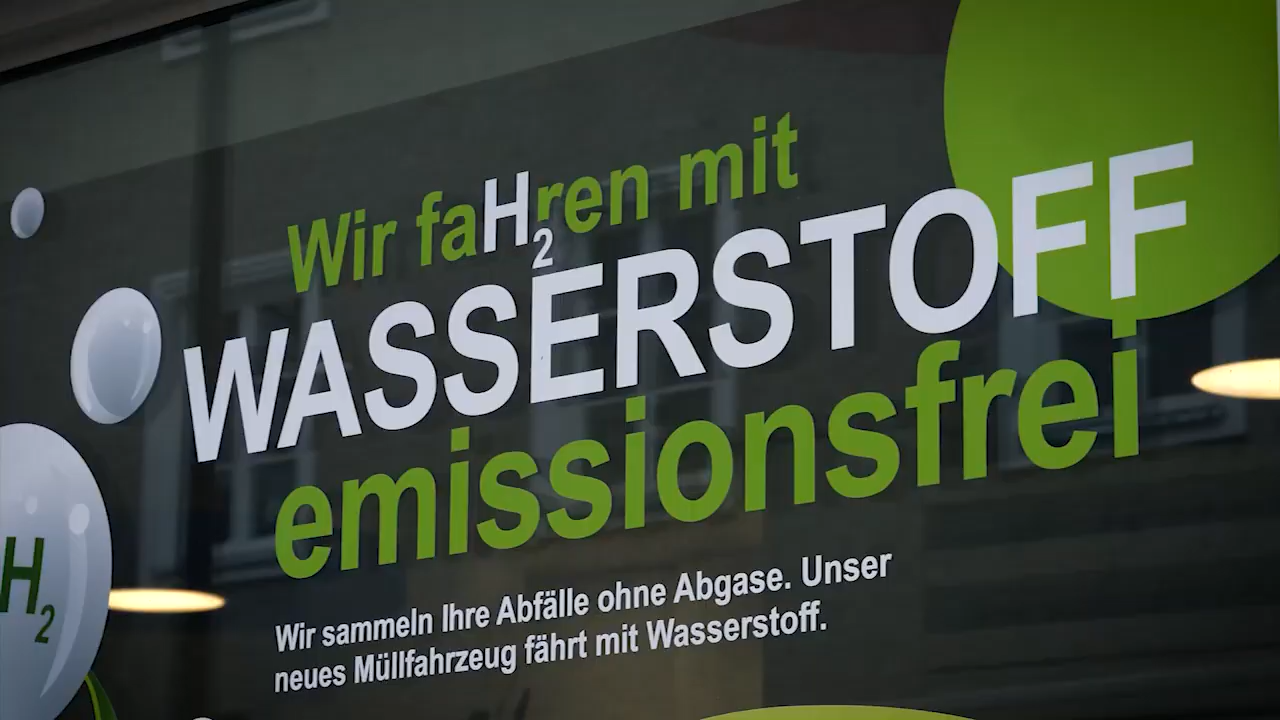 Wir faH₂ren mit
WASSERSTOFF
emissionsfrei
Wir sammeln Ihre Abfälle ohne Abgase. Unser
neues Müllfahrzeug fährt mit Wasserstoff.
H₂